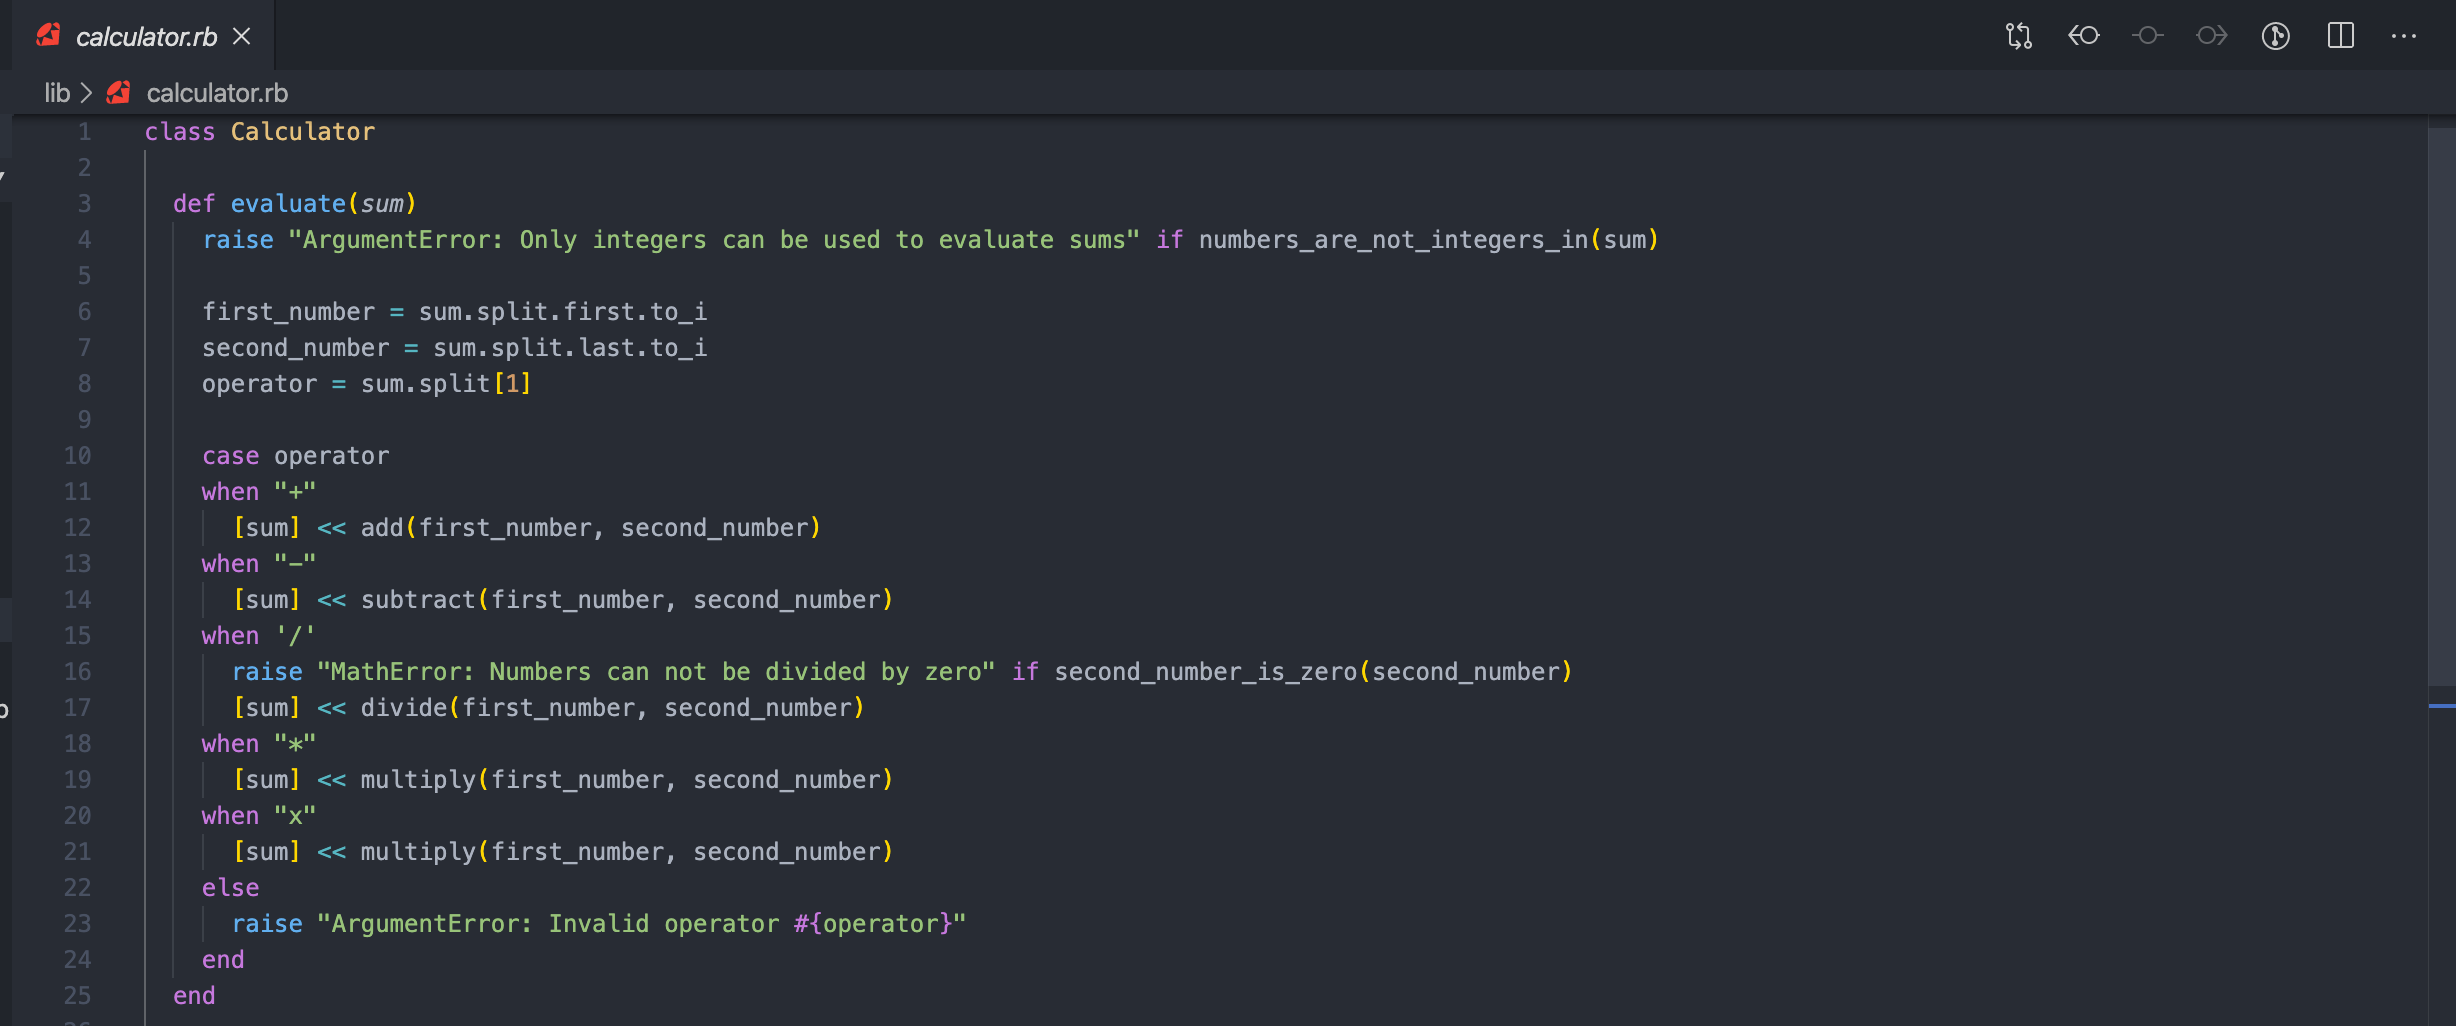 calculator.rb
lib > calculator.rb
1 class Calculator
2
3 def evaluate(sum)
4 raise "ArgumentError: Only integers can be used to evaluate sums" if numbers_are_not_integers_in(sum)
5
6 first_number = sum.split.first.to_i
7 second_number = sum.split.last.to_i
8 operator = sum.split[1]
9
10 case operator
11 when "+"
12 [sum] << add(first_number, second_number)
13 when "-"
14 [sum] << subtract(first_number, second_number)
15 when '/'
16 raise "MathError: Numbers can not be divided by zero" if second_number_is_zero(second_number)
17 [sum] << divide(first_number, second_number)
18 when "*"
19 [sum] << multiply(first_number, second_number)
20 when "x"
21 [sum] << multiply(first_number, second_number)
22 else
23 raise "ArgumentError: Invalid operator #{operator}"
24 end
25 end